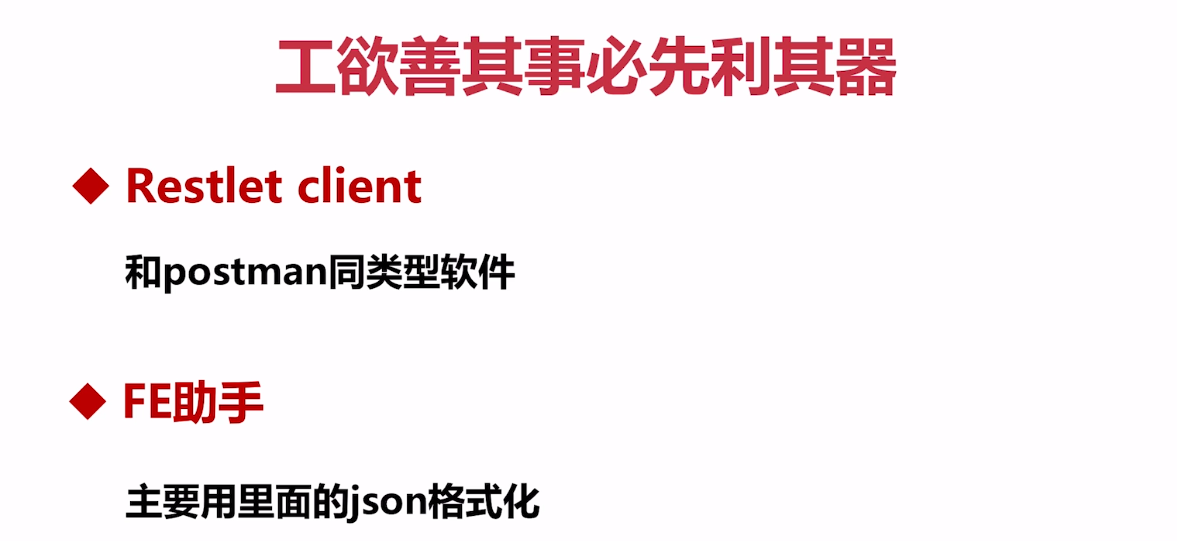 工欲善其事必先利其器
Restlet client
和postman同类型软件
FE助手
主要用里面的json格式化